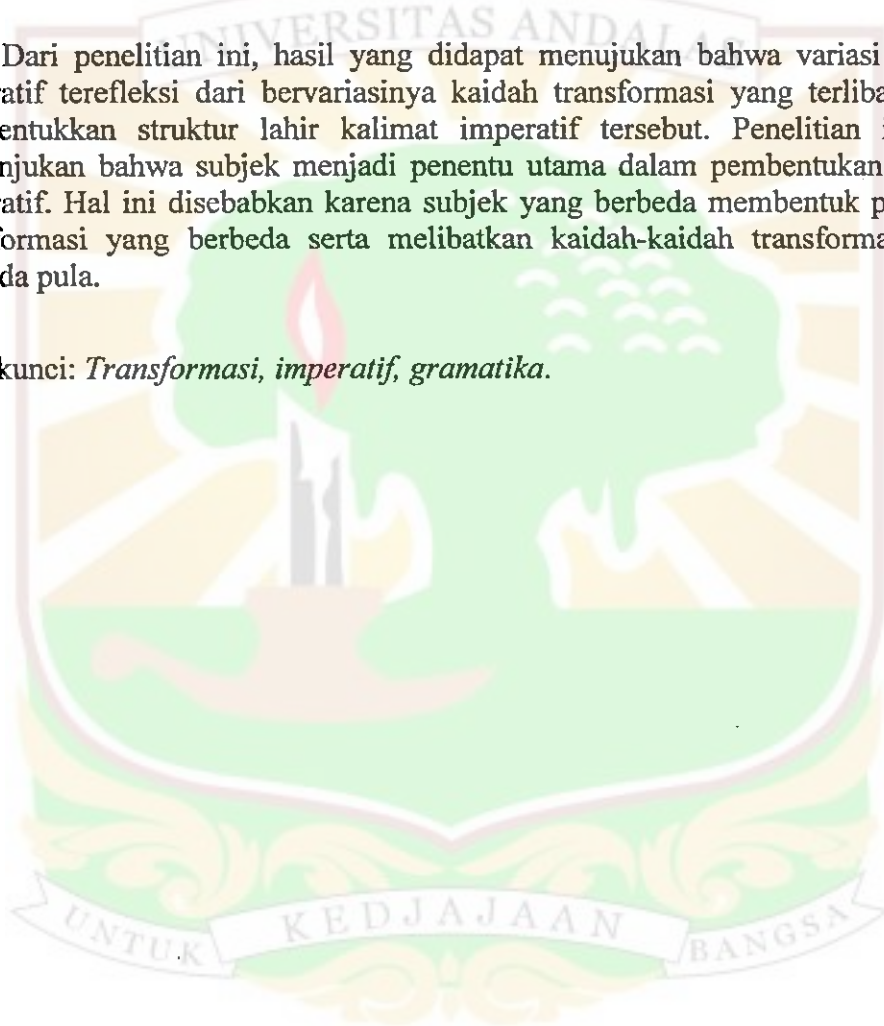 UNIVERSITAS ANDALAS
Dari penelitian ini, hasil yang didapat menujukan bahwa variasi
atif terefleksi dari bervariasinya kaidah transformasi yang terliba
entukkan struktur lahir kalimat imperatif tersebut. Penelitian i
njukan bahwa subjek menjadi penentu utama dalam pembentukan
atif. Hal ini disebabkan karena subjek yang berbeda membentuk p
formasi yang berbeda serta melibatkan kaidah-kaidah transforma
da pula.
kunci: Transformasi, imperatif, gramatika.
UNTUK KEDJAJAAN BANGSA